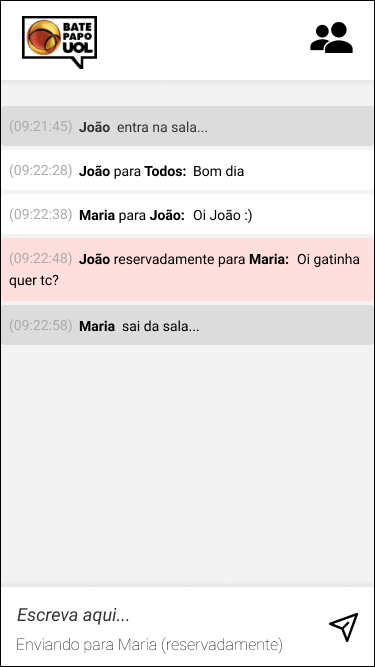 BATE
PAPO
UOL
(09:21:45) João entra na sala...
(09:22:28) João para Todos: Bom dia
(09:22:38) Maria para João: Oi João :)
(09:22:48) João reservadamente para Maria: Oi gatinha
quer tc?
(09:22:58) Maria sai da sala...
Escreva aqui...
Enviando para Maria (reservadamente)